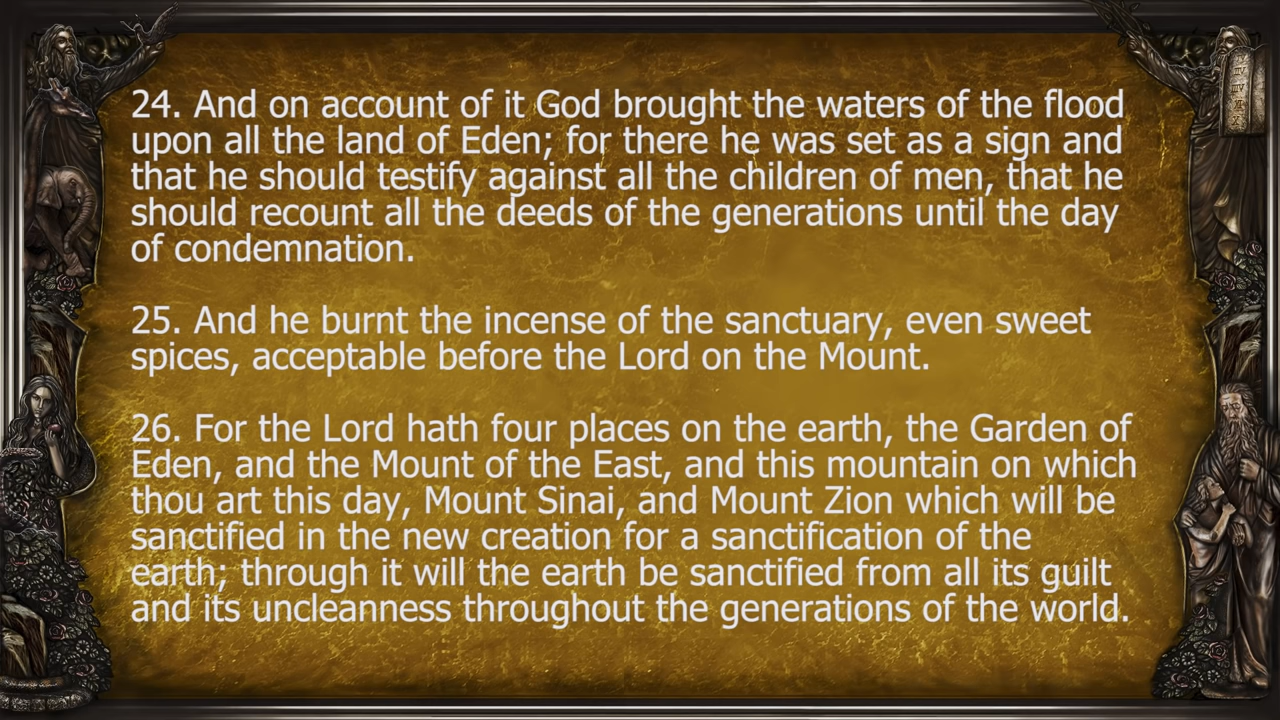 24. And on account of it God brought the waters of the flood
upon all the land of Eden; for there he was set as a sign and
that he should testify against all the children of men, that he
should recount all the deeds of the generations until the day
of condemnation.
25. And he burnt the incense of the sanctuary, even sweet
spices, acceptable before the Lord on the Mount.
26. For the Lord hath four places on the earth, the Garden of
Eden, and the Mount of the East, and this mountain on which
thou art this day, Mount Sinai, and Mount Zion which will be
sanctified in the new creation for a sanctification of the
earth; through it will the earth be sanctified from all its guilt
and its uncleanness throughout the generations of the world.